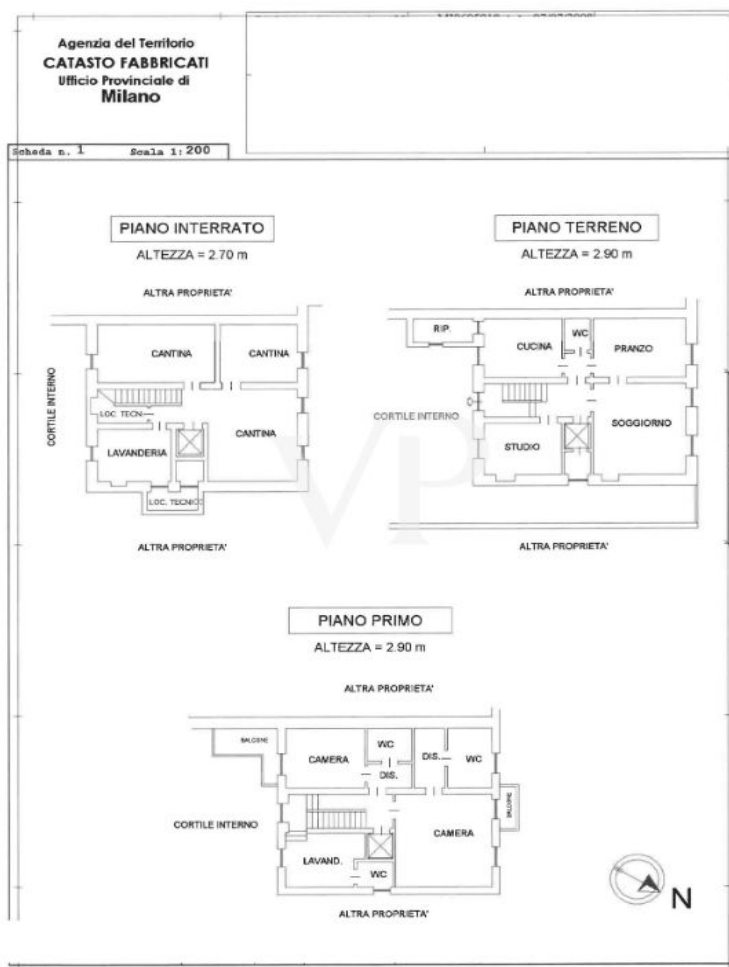 Agenzia del Territorio
CATASTO FABBRICATI
Ufficio Provinciale di
Milano
Scheda n. 1 Scala 1: 200
PIANO INTERRATO
ALTEZZA = 2.70 m
ALTRA PROPRIETA'
CANTINA
CANTINA
CORTILE INTERNO
LOC. TECN.
CANTINA
LAVANDERIA
LOC. TECNICO
ALTRA PROPRIETA'
PIANO TERRENO
ALTEZZA = 2.90 m
ALTRA PROPRIETA'
RIP.
CUCINA
WC
PRANZO
CORTILE INTERNO
SOGGIORNO
STUDIO
ALTRA PROPRIETA'
VP
PIANO PRIMO
ALTEZZA = 2.90 m
ALTRA PROPRIETA'
BALCONE
CAMERA
WC
DIS.
DIS.
WC
BALCONE
CORTILE INTERNO
CAMERA
LAVAND.
WC
ALTRA PROPRIETA'
N